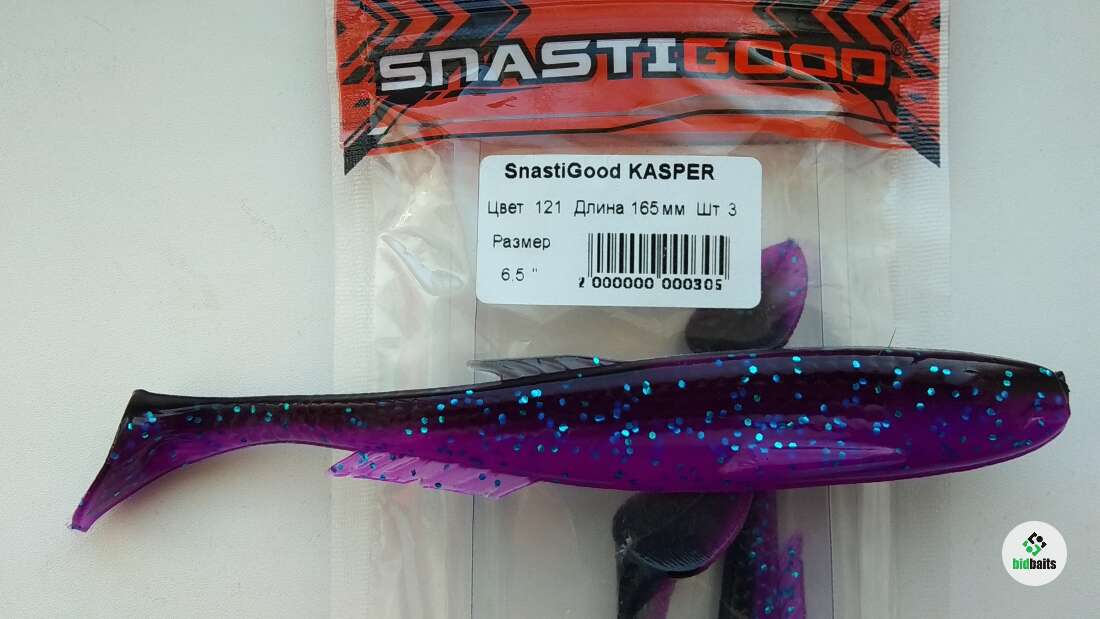 SNASTIGOOD®
SnastiGood KASPER
Цвет 121 Длина 165мм Шт 3
Размер
6.5 "
2 000000 000305
bidbaits